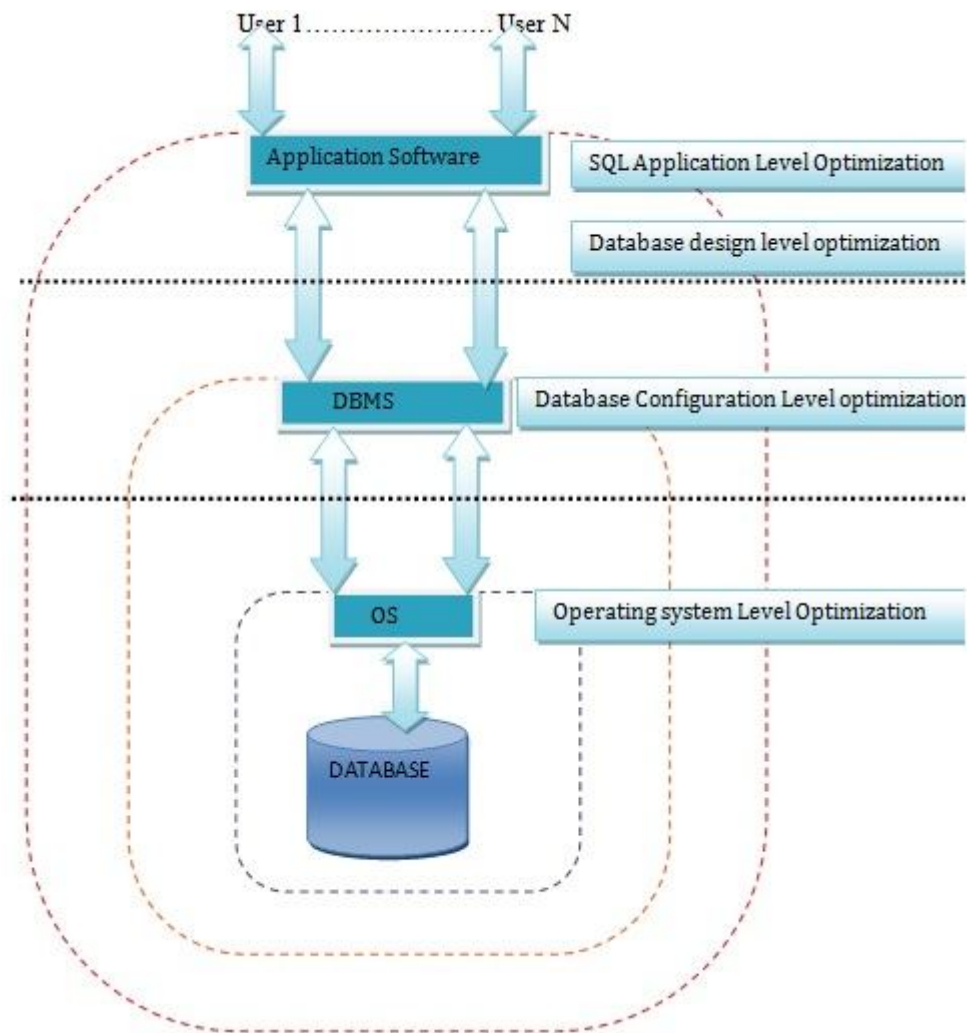 User 1...................... User N
Application Software
SQL Application Level Optimization
Database design level optimization
DBMS
Database Configuration Level optimization
OS
Operating system Level Optimization
DATABASE